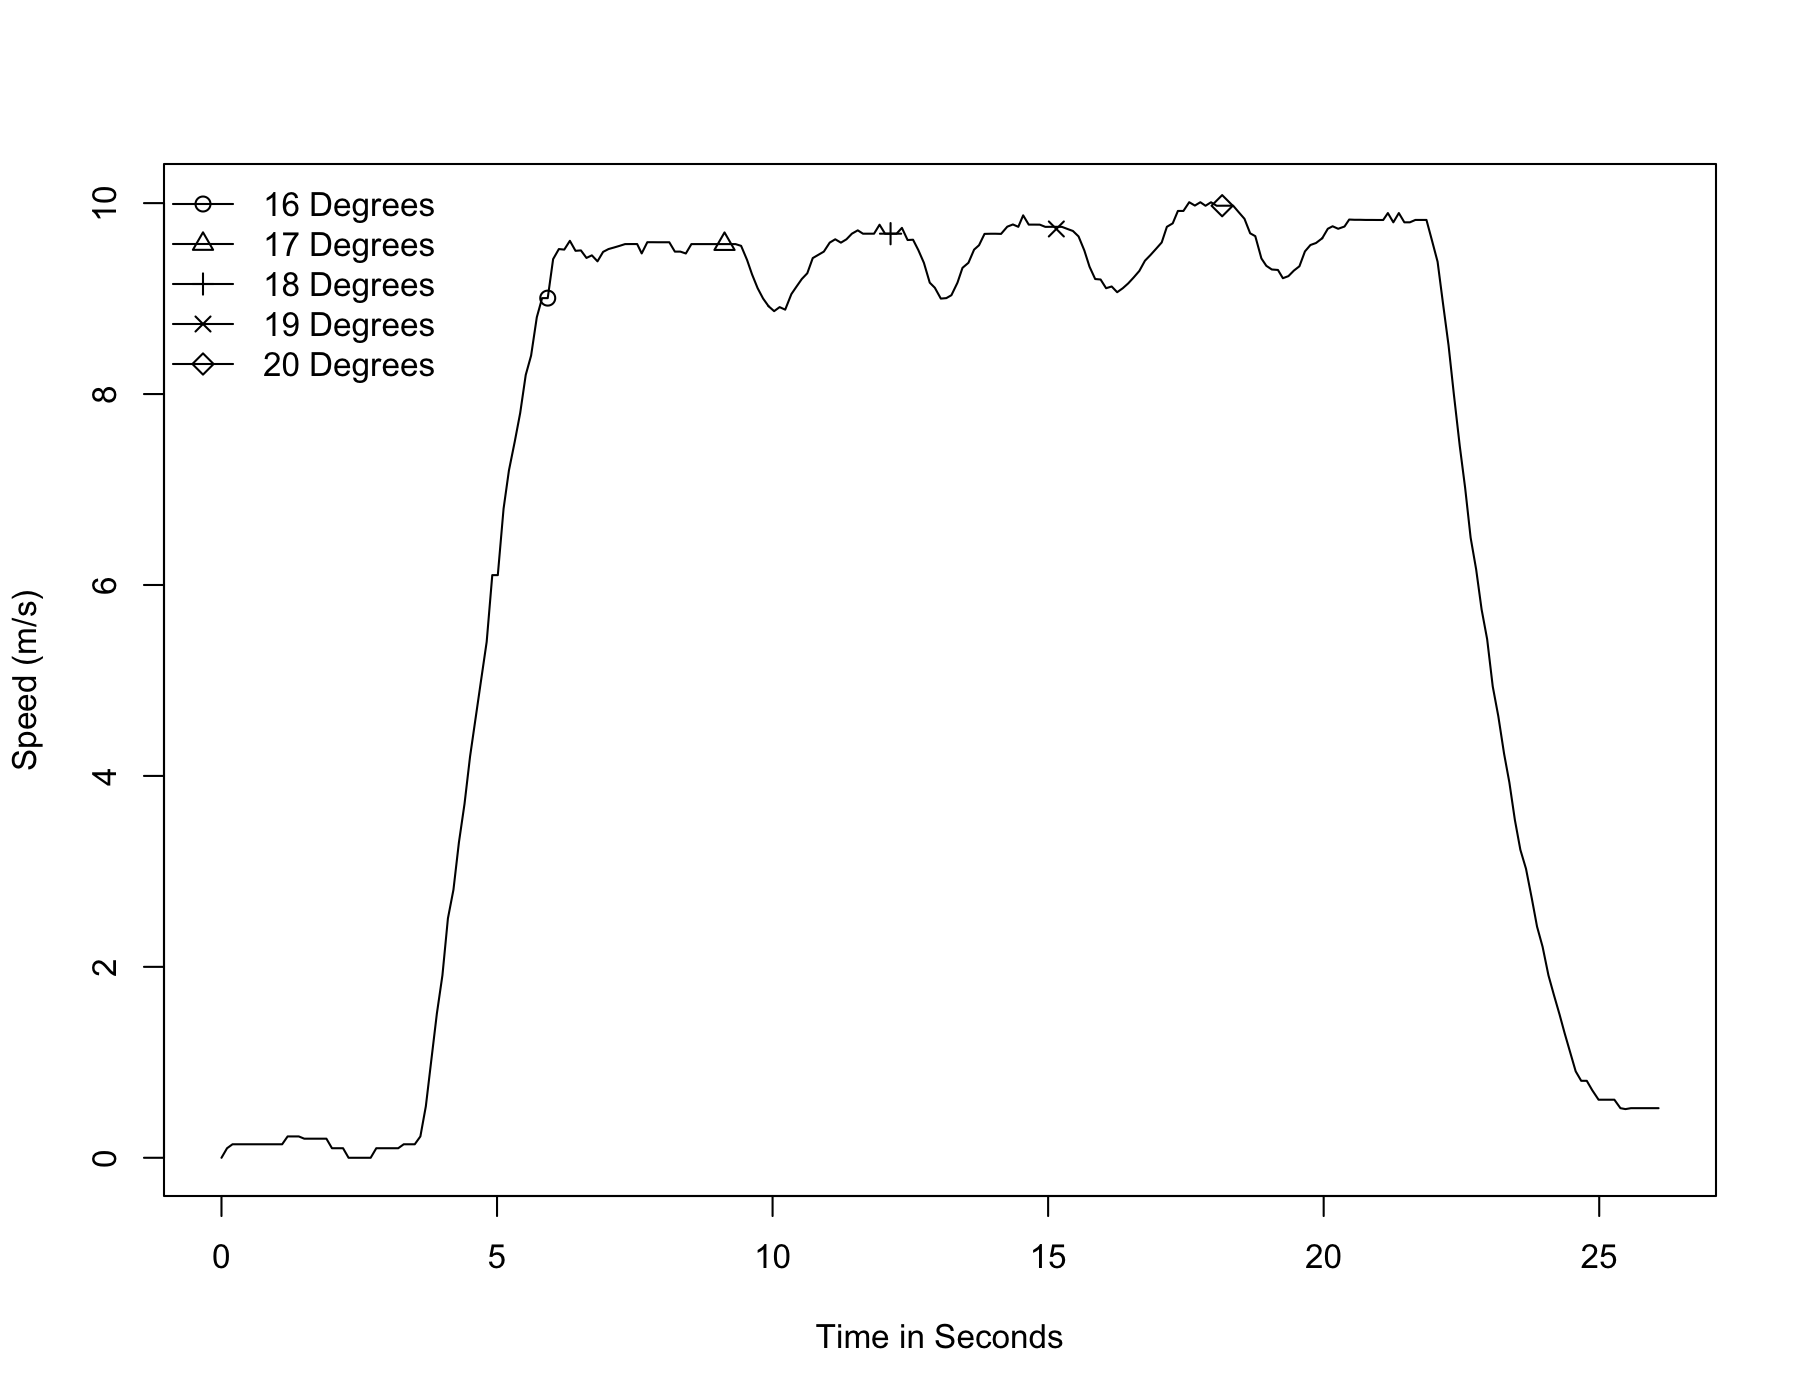 16 Degrees
17 Degrees
18 Degrees
19 Degrees
20 Degrees
10
8
6
4
2
0
Speed (m/s)
0 5 10 15 20 25
Time in Seconds